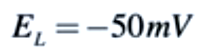 E_L = −50mV